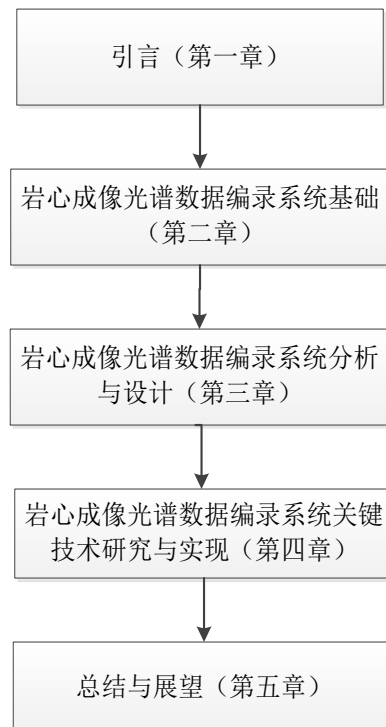 引言（第一章）
岩心成像光谱数据编录系统基础
（第二章）
岩心成像光谱数据编录系统分析
与设计（第三章）
岩心成像光谱数据编录系统关键
技术研究与实现（第四章）
总结与展望（第五章）